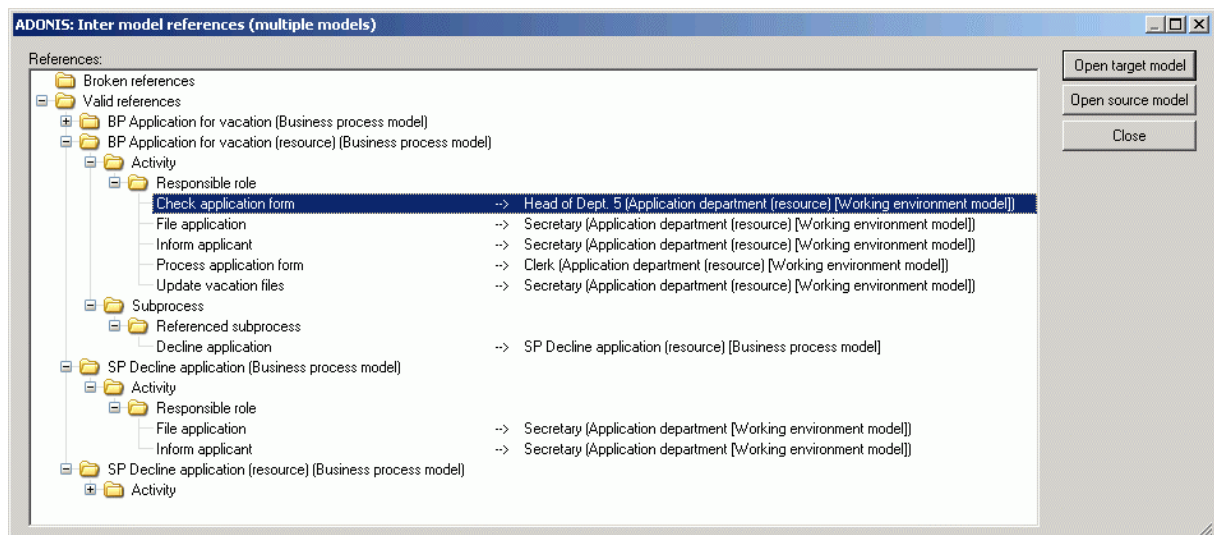 ADONIS: Inter model references (multiple models)
References:
Broken references
Valid references
BP Application for vacation (Business process model)
BP Application for vacation (resource) (Business process model)
Activity
Responsible role
Check application form --> Head of Dept. 5 (Application department (resource) [Working environment model])
File application --> Secretary (Application department (resource) [Working environment model])
Inform applicant --> Secretary (Application department (resource) [Working environment model])
Process application form --> Clerk (Application department (resource) [Working environment model])
Update vacation files --> Secretary (Application department (resource) [Working environment model])
Subprocess
Referenced subprocess
Decline application --> SP Decline application (resource) [Business process model]
SP Decline application (Business process model)
Activity
Responsible role
File application --> Secretary (Application department [Working environment model])
Inform applicant --> Secretary (Application department [Working environment model])
SP Decline application (resource) (Business process model)
Activity
Open target model
Open source model
Close